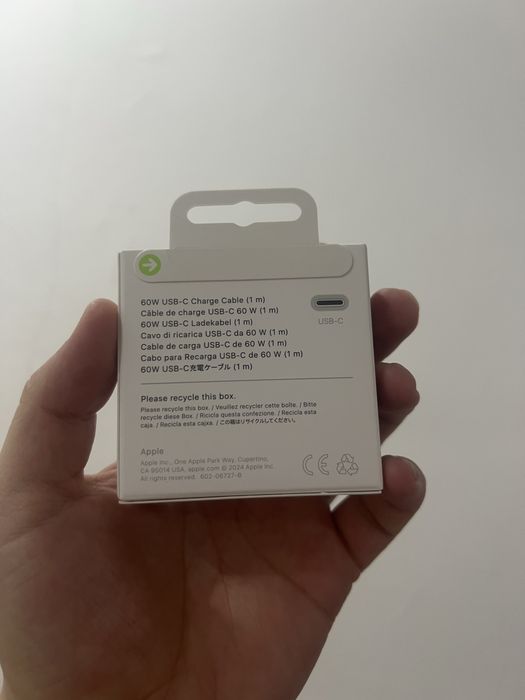 60W USB-C Charge Cable (1 m)
Câble de charge USB-C 60 W (1 m)
60W USB-C Ladekabel (1 m)
Cavo di ricarica USB-C da 60 W (1 m)
Cable de carga USB-C de 60 W (1 m)
Cabo para Recarga USB-C de 60 W (1 m)
60W USB-C充電ケーブル (1 m)
USB-C
Please recycle this box.
Please recycle this box. / Veuillez recycler cette boîte. / Bitte
recycle diese Box. / Ricicla questa confezione. / Recicla esta
caja. / Recicla esta caixa. / この箱はリサイクルしてください。
Apple
Apple Inc., One Apple Park Way, Cupertino,
CA 95014 USA. apple.com © 2024 Apple Inc.
All rights reserved. 602-06727-B
CE